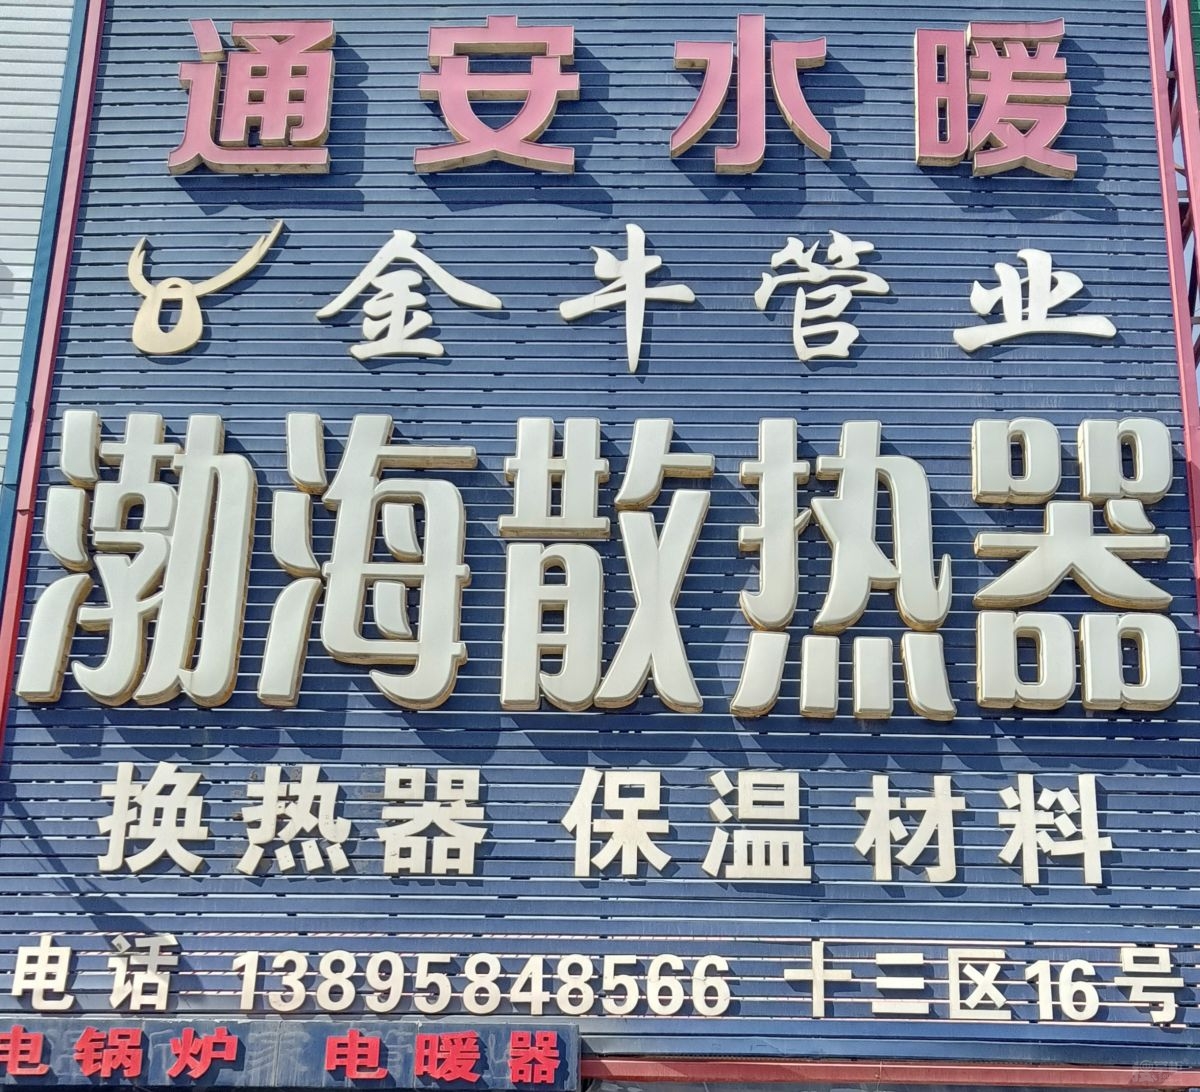 通安水暖
金牛管业
渤海散热器
换热器 保温材料
电话 13895848566 十三区16号
电锅炉 电暖器